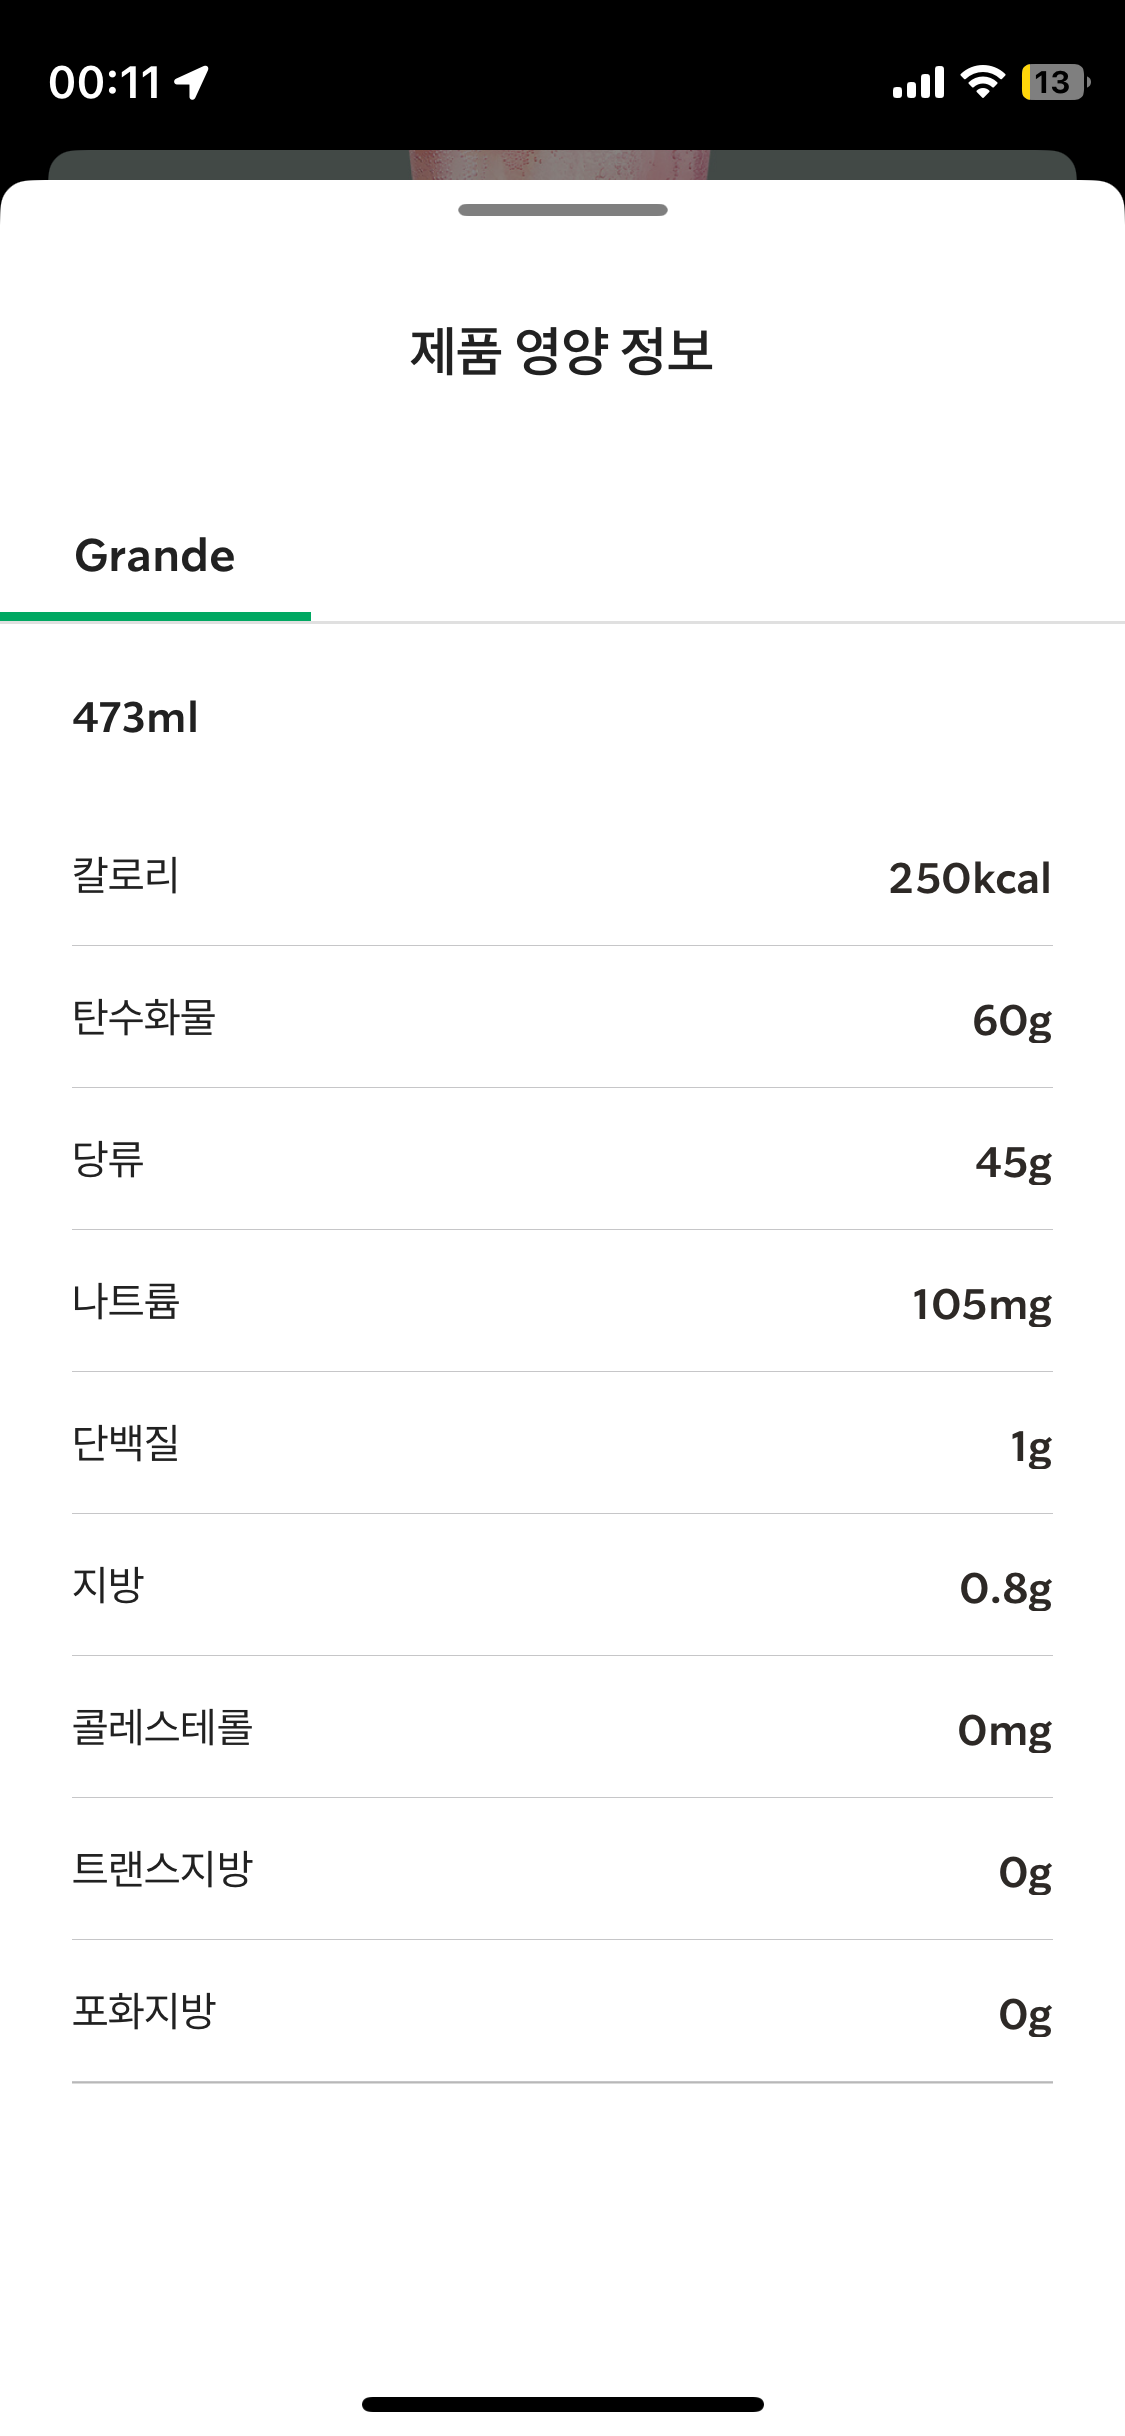 00:11
13
제품 영양 정보
Grande
473ml
칼로리 250kcal
탄수화물 60g
당류 45g
나트륨 105mg
단백질 1g
지방 0.8g
콜레스테롤 0mg
트랜스지방 0g
포화지방 0g